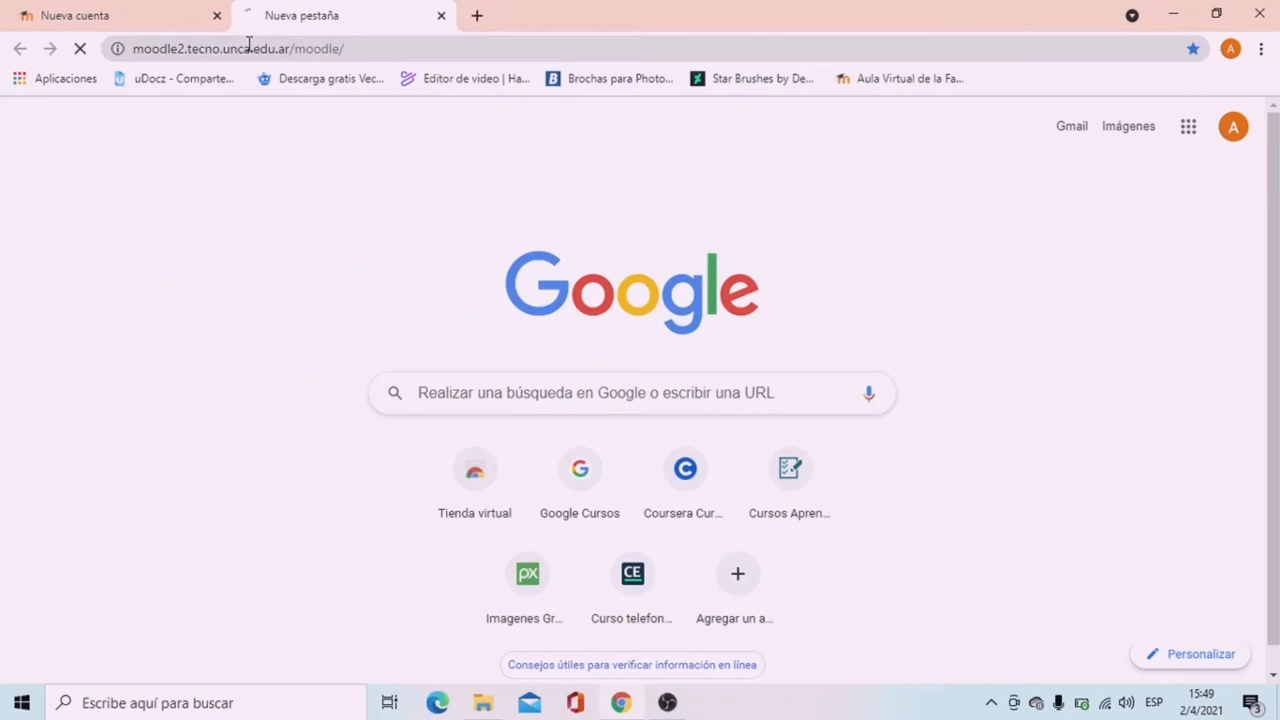 Nueva cuenta
Nueva pestaña
moodle2.tecno.unca.edu.ar/moodle/
A
Aplicaciones
uDocz - Comparte...
Descarga gratis Vec...
Editor de video | Ha...
B
Brochas para Photo...
Star Brushes by De...
Aula Virtual de la Fa...
Gmail
Imágenes
A
Google
Realizar una búsqueda en Google o escribir una URL
G
C
Tienda virtual
Google Cursos
Coursera Cur...
Cursos Apren...
px
CE
Imagenes Gr...
Curso telefon...
Agregar un a...
Consejos útiles para verificar información en línea
Personalizar
Escribe aquí para buscar
ESP
15:49
2/4/2021
3